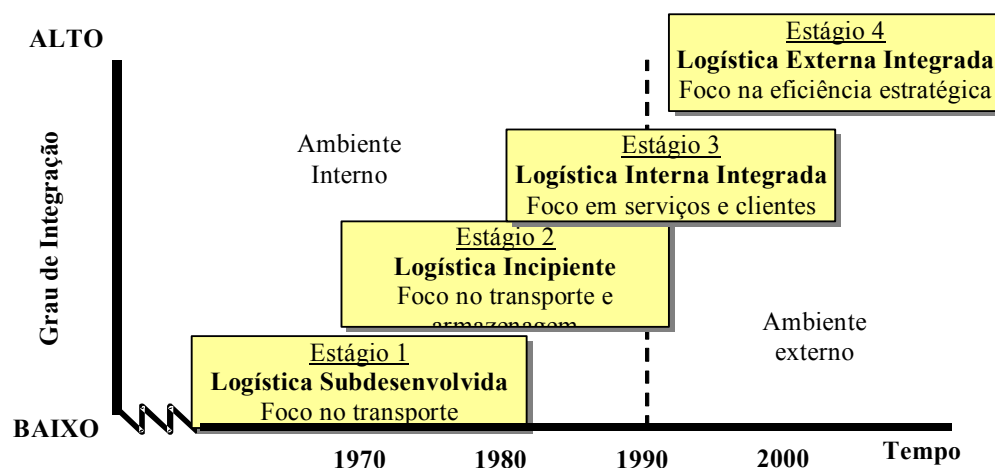 ALTO
Estágio 4
Logística Externa Integrada
Foco na eficiência estratégica
Ambiente
Interno
Estágio 3
Logística Interna Integrada
Foco em serviços e clientes
Grau de Integração
Estágio 2
Logística Incipiente
Foco no transporte e
armazenagem
Ambiente
externo
Estágio 1
Logística Subdesenvolvida
Foco no transporte
BAIXO
1970 1980 1990 2000 Tempo